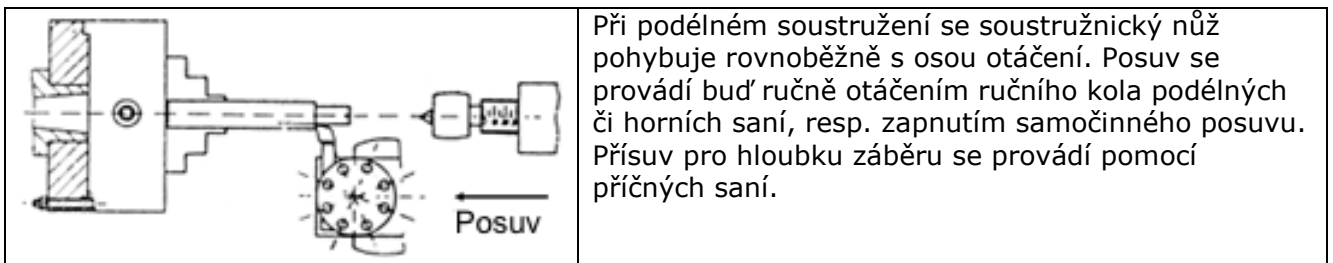 Posuv
Při podélném soustružení se soustružnický nůž
pohybuje rovnoběžně s osou otáčení. Posuv se
provádí buď ručně otáčením ručního kola podélných
či horních saní, resp. zapnutím samočinného posuvu.
Přísuv pro hloubku záběru se provádí pomocí
příčných saní.